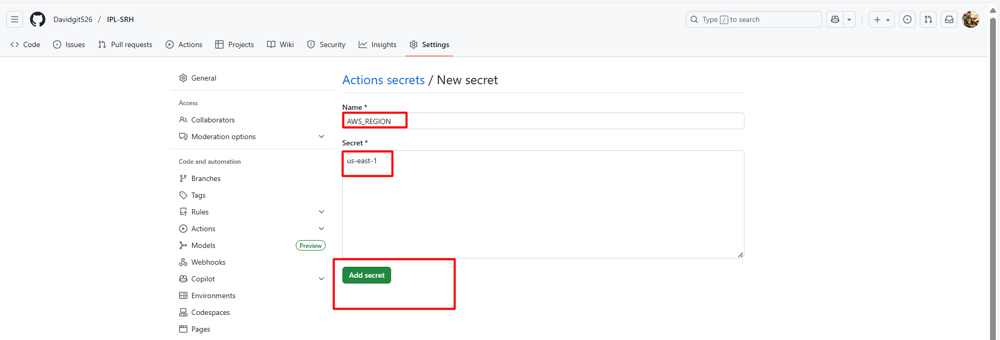 Davidgit526 / IPL-SRH
Type / to search
Code
Issues
Pull requests
Actions
Projects
Wiki
Security
Insights
Settings
General
Access
Collaborators
Moderation options
Code and automation
Branches
Tags
Rules
Actions
Models
Preview
Webhooks
Copilot
Environments
Codespaces
Pages
Actions secrets / New secret
Name *
AWS_REGION
Secret *
us-east-1
Add secret